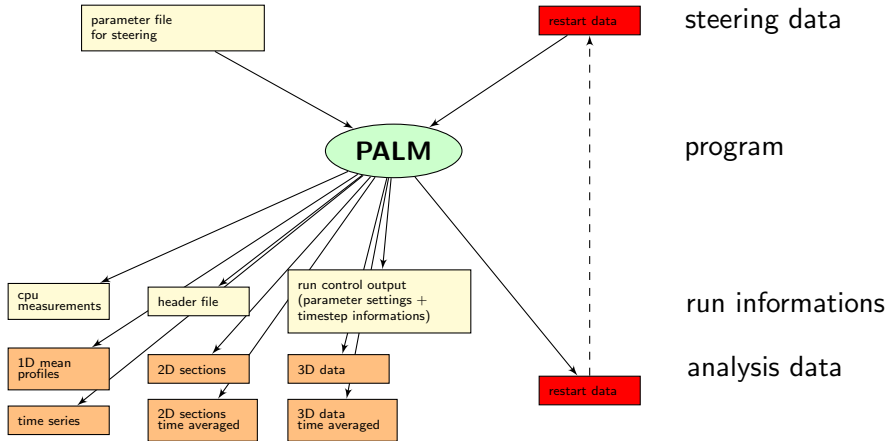 parameter file
for steering
restart data
steering data
PALM
program
cpu
measurements
header file
run control output
(parameter settings +
timestep informations)
run informations
1D mean
profiles
2D sections
3D data
restart data
analysis data
time series
2D sections
time averaged
3D data
time averaged